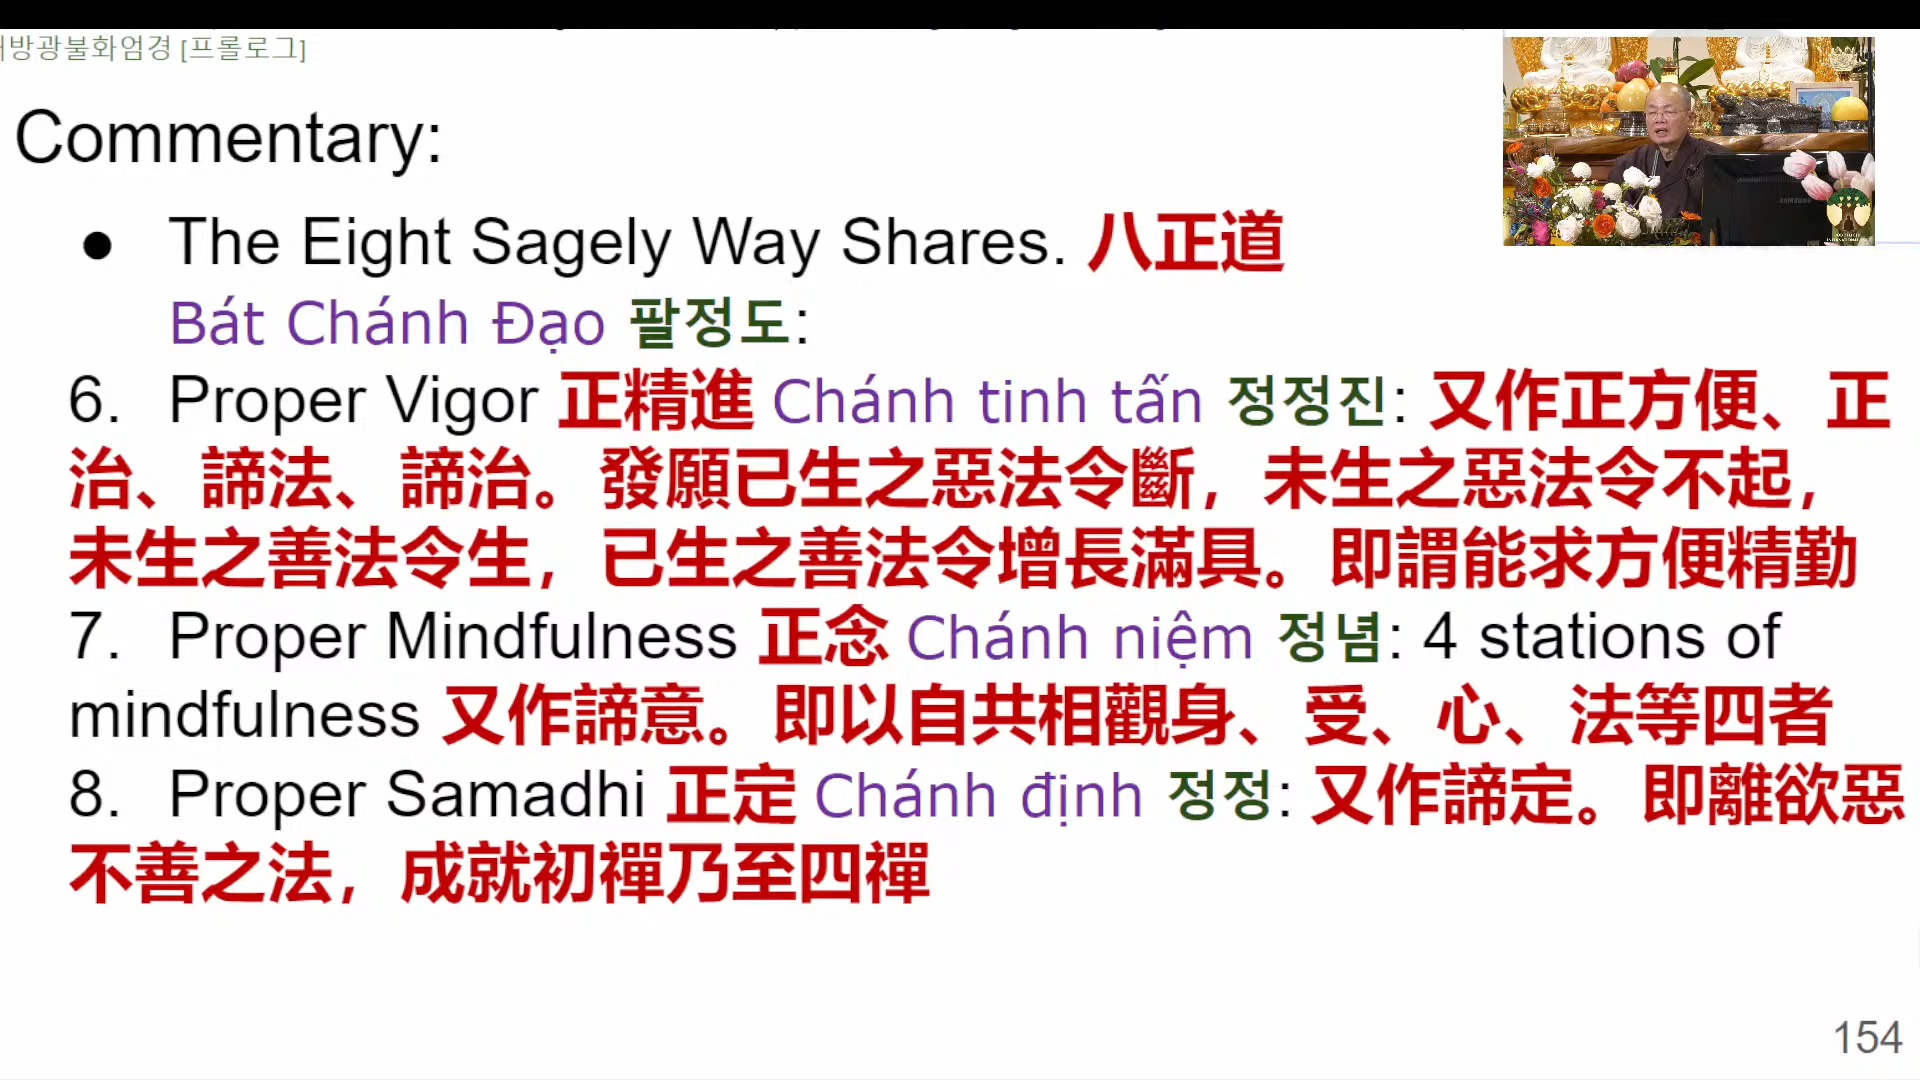 방광불화엄경 [프롤로그]
Commentary:
● The Eight Sagely Way Shares. 八正道
Bát Chánh Đạo 팔정도:
6. Proper Vigor 正精進 Chánh tinh tấn 정정진: 又作正方便、正
治、諦法、諦治。發願已生之惡法令斷，未生之惡法令不起，
未生之善法令生，已生之善法令增長滿具。即謂能求方便精勤
7. Proper Mindfulness 正念 Chánh niệm 정념: 4 stations of
mindfulness 又作諦意。即以自共相觀身、受、心、法等四者
8. Proper Samadhi 正定 Chánh định 정정: 又作諦定。即離欲惡
不善之法，成就初禪乃至四禪
154
SAMSUNG